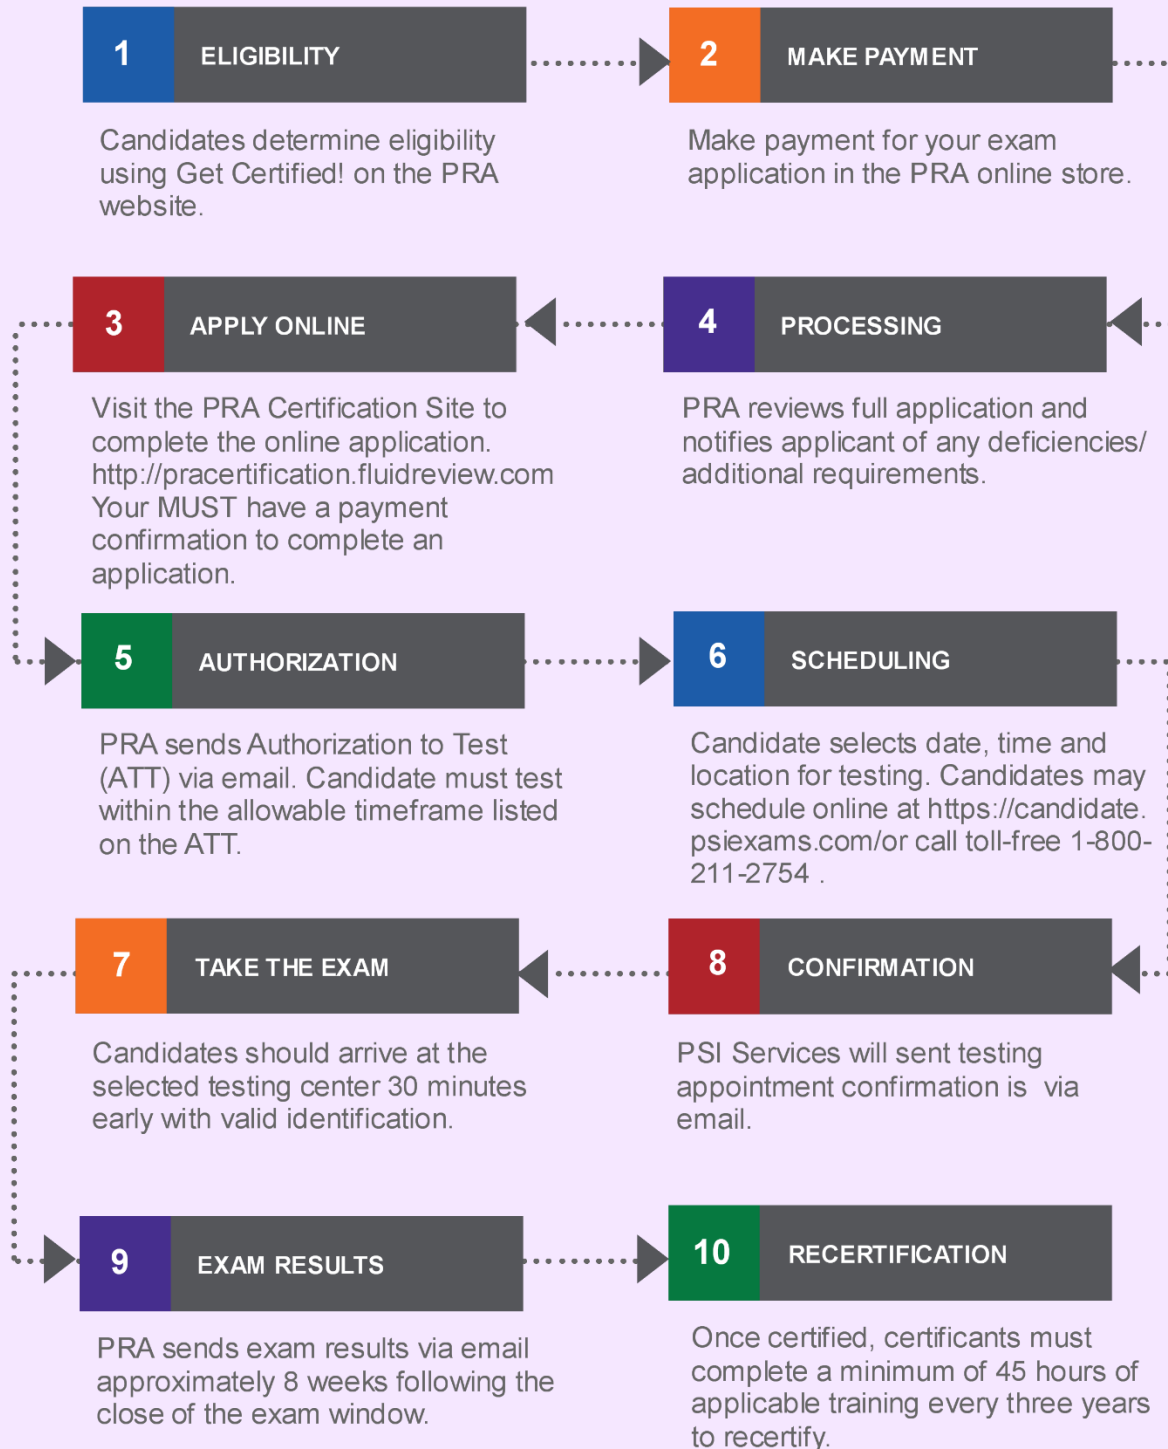 1 ELIGIBILITY
Candidates determine eligibility
using Get Certified! on the PRA
website.
2 MAKE PAYMENT
Make payment for your exam
application in the PRA online store.
3 APPLY ONLINE
Visit the PRA Certification Site to
complete the online application.
http://pracertification.fluidreview.com
Your MUST have a payment
confirmation to complete an
application.
4 PROCESSING
PRA reviews full application and
notifies applicant of any deficiencies/
additional requirements.
5 AUTHORIZATION
PRA sends Authorization to Test
(ATT) via email. Candidate must test
within the allowable timeframe listed
on the ATT.
6 SCHEDULING
Candidate selects date, time and
location for testing. Candidates may
schedule online at https://candidate.
psiexams.com/or call toll-free 1-800-
211-2754 .
7 TAKE THE EXAM
Candidates should arrive at the
selected testing center 30 minutes
early with valid identification.
8 CONFIRMATION
PSI Services will sent testing
appointment confirmation is via
email.
9 EXAM RESULTS
PRA sends exam results via email
approximately 8 weeks following the
close of the exam window.
10 RECERTIFICATION
Once certified, certificants must
complete a minimum of 45 hours of
applicable training every three years
to recertify.